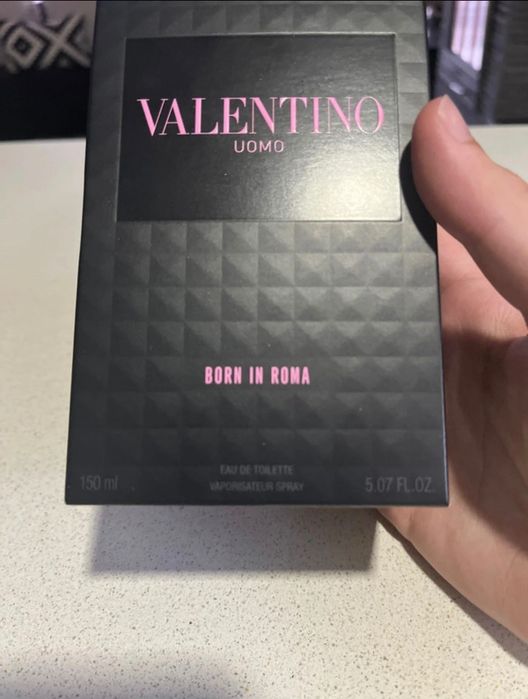 VALENTINO
UOMO
BORN IN ROMA
EAU DE TOILETTE
150 ml VAPORISATEUR SPRAY 5.07 FL.OZ.